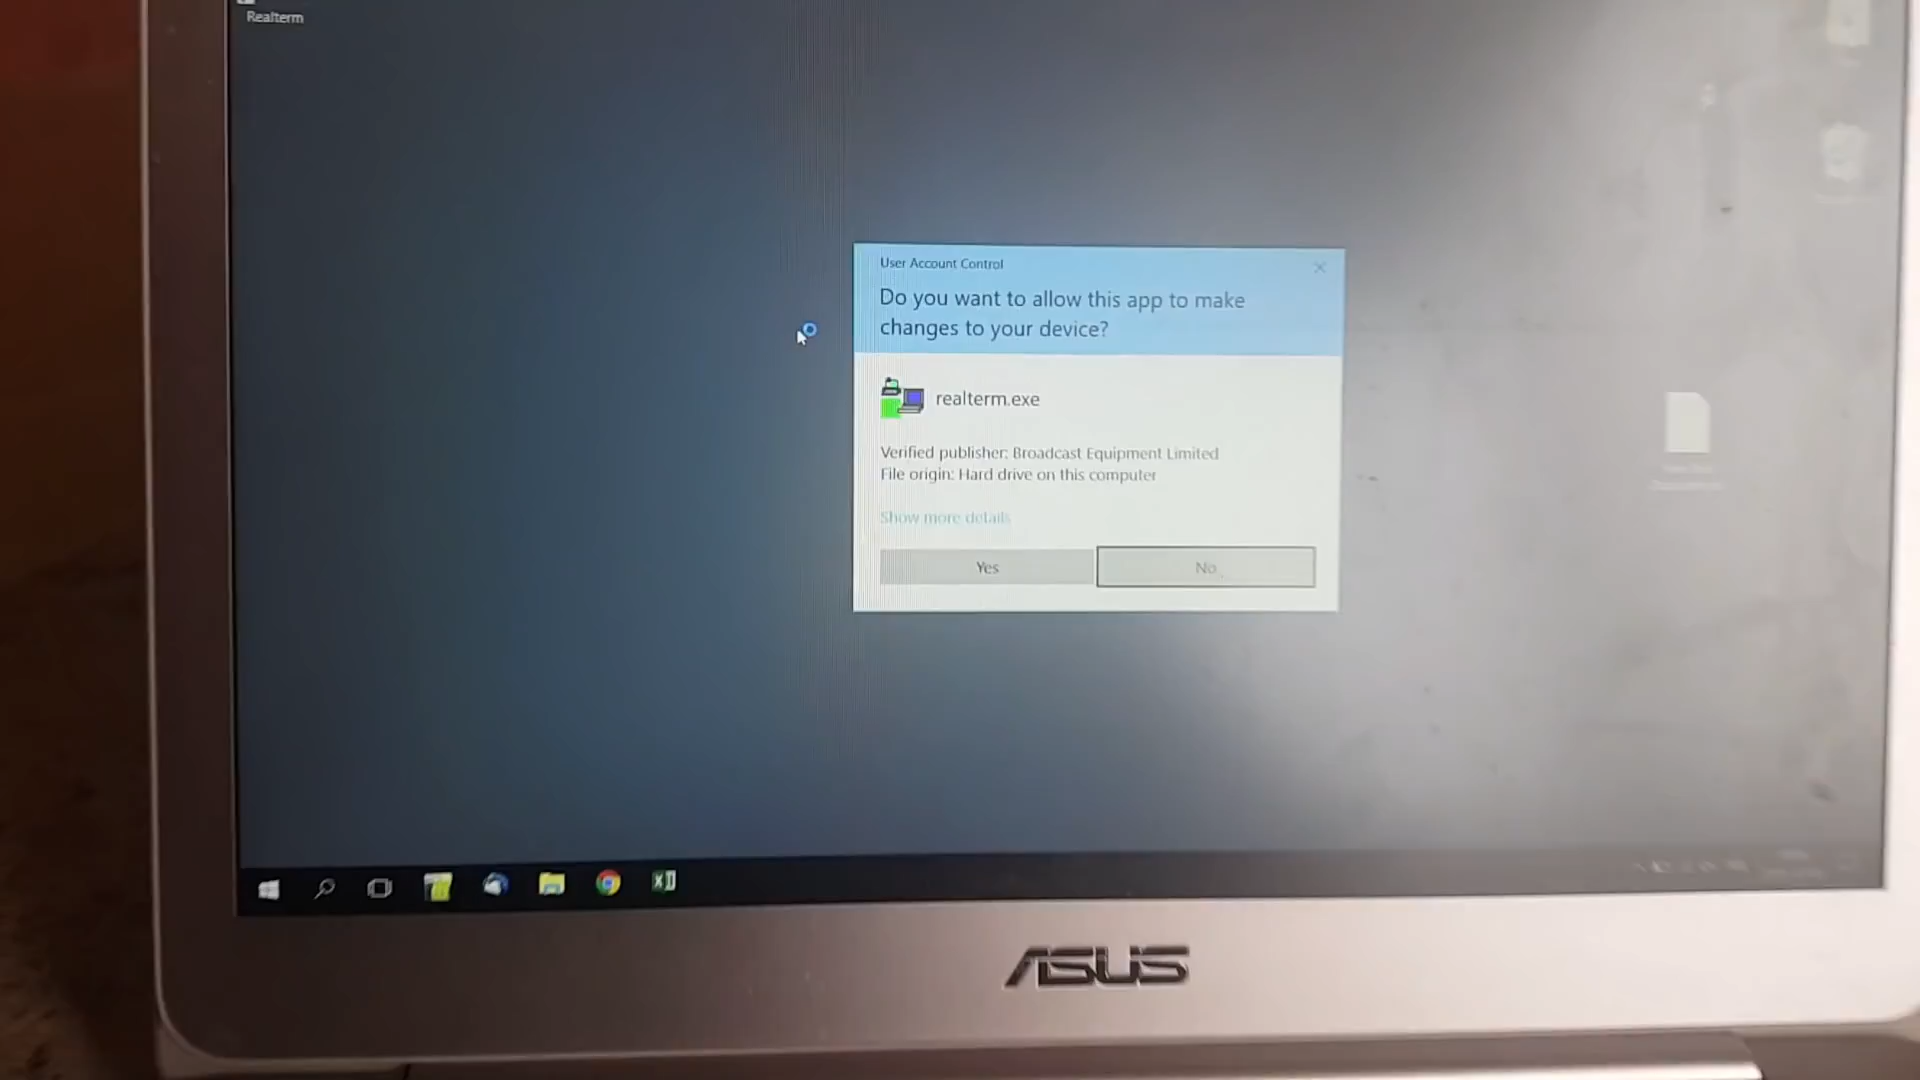 Realterm
User Account Control
Do you want to allow this app to make
changes to your device?
realterm.exe
Verified publisher: Broadcast Equipment Limited
File origin: Hard drive on this computer
Show more details
Yes
No
ASUS